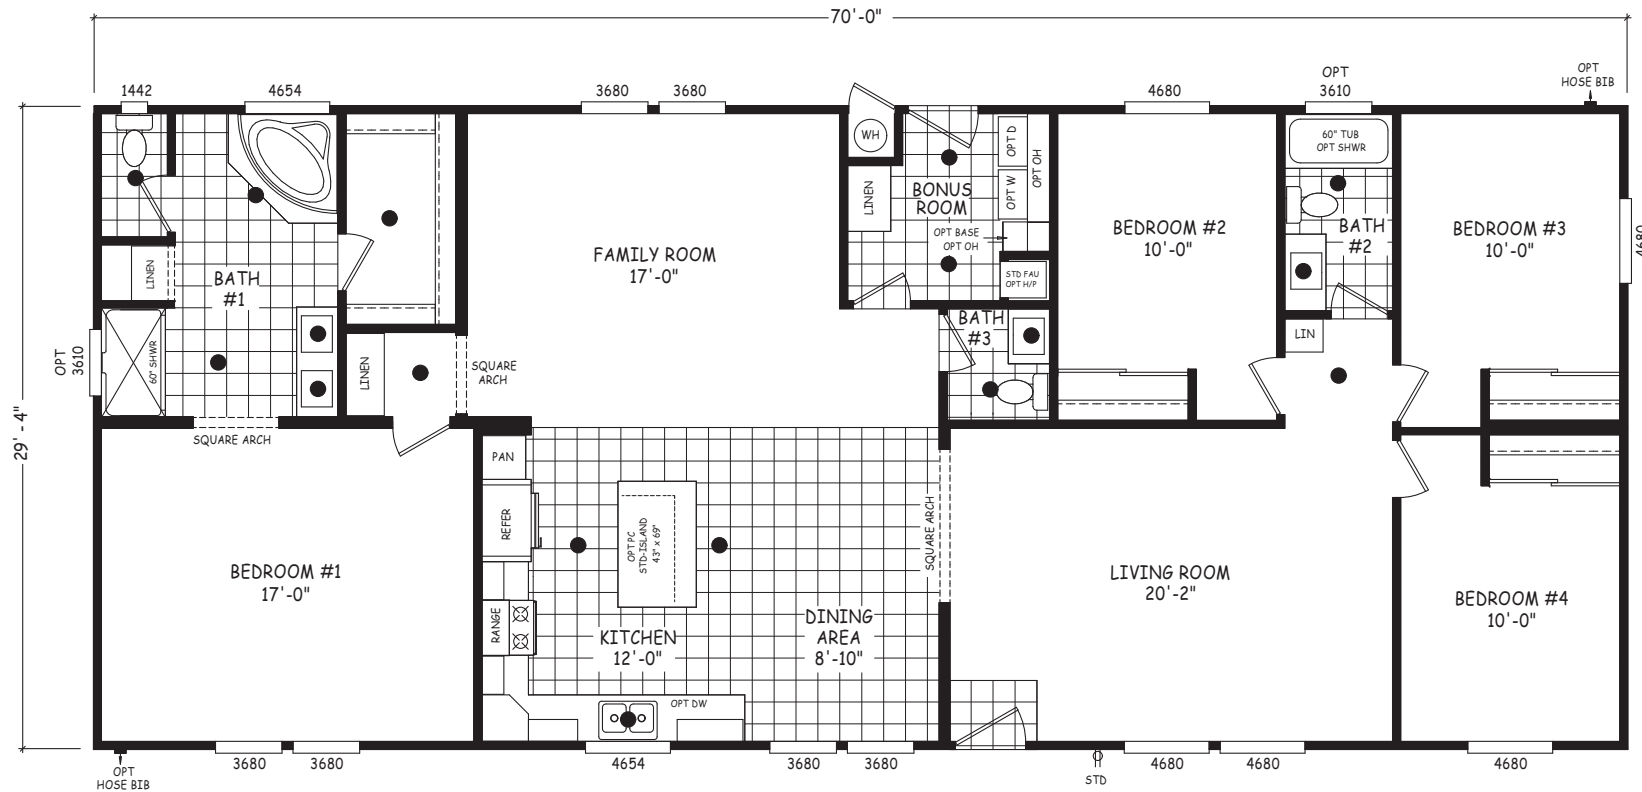 70'-0"
OPT
HOSE BIB
OPT
3610
1442
4654
3680
3680
4680
WH
OPT D
OPT OH
OPT W
60" TUB
OPT SHWR
LINEN
BONUS
ROOM
OPT BASE
OPT OH
STD FAU
OPT H/P
BEDROOM #2
10'-0"
BATH
#2
BEDROOM #3
10'-0"
4680
FAMILY ROOM
17'-0"
LINEN
BATH
#1
BATH
#3
LIN
OPT
3610
60" SHWR
LINEN
SQUARE
ARCH
29' - 4"
SQUARE ARCH
PAN
REFER
OPT PC
STD-ISLAND
43" x 69"
SQUARE ARCH
BEDROOM #1
17'-0"
LIVING ROOM
20'-2"
BEDROOM #4
10'-0"
RANGE
KITCHEN
12'-0"
DINING
AREA
8'-10"
OPT DW
OPT
HOSE BIB
3680
3680
4654
3680
3680
STD
4680
4680
4680